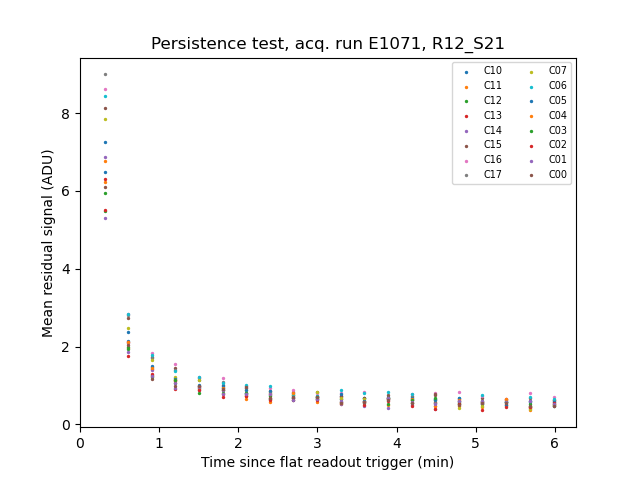 Persistence test, acq. run E1071, R12_S21
Mean residual signal (ADU)
8
6
4
2
0
0 1 2 3 4 5 6
Time since flat readout trigger (min)
C10 C07
C11 C06
C12 C05
C13 C04
C14 C03
C15 C02
C16 C01
C17 C00